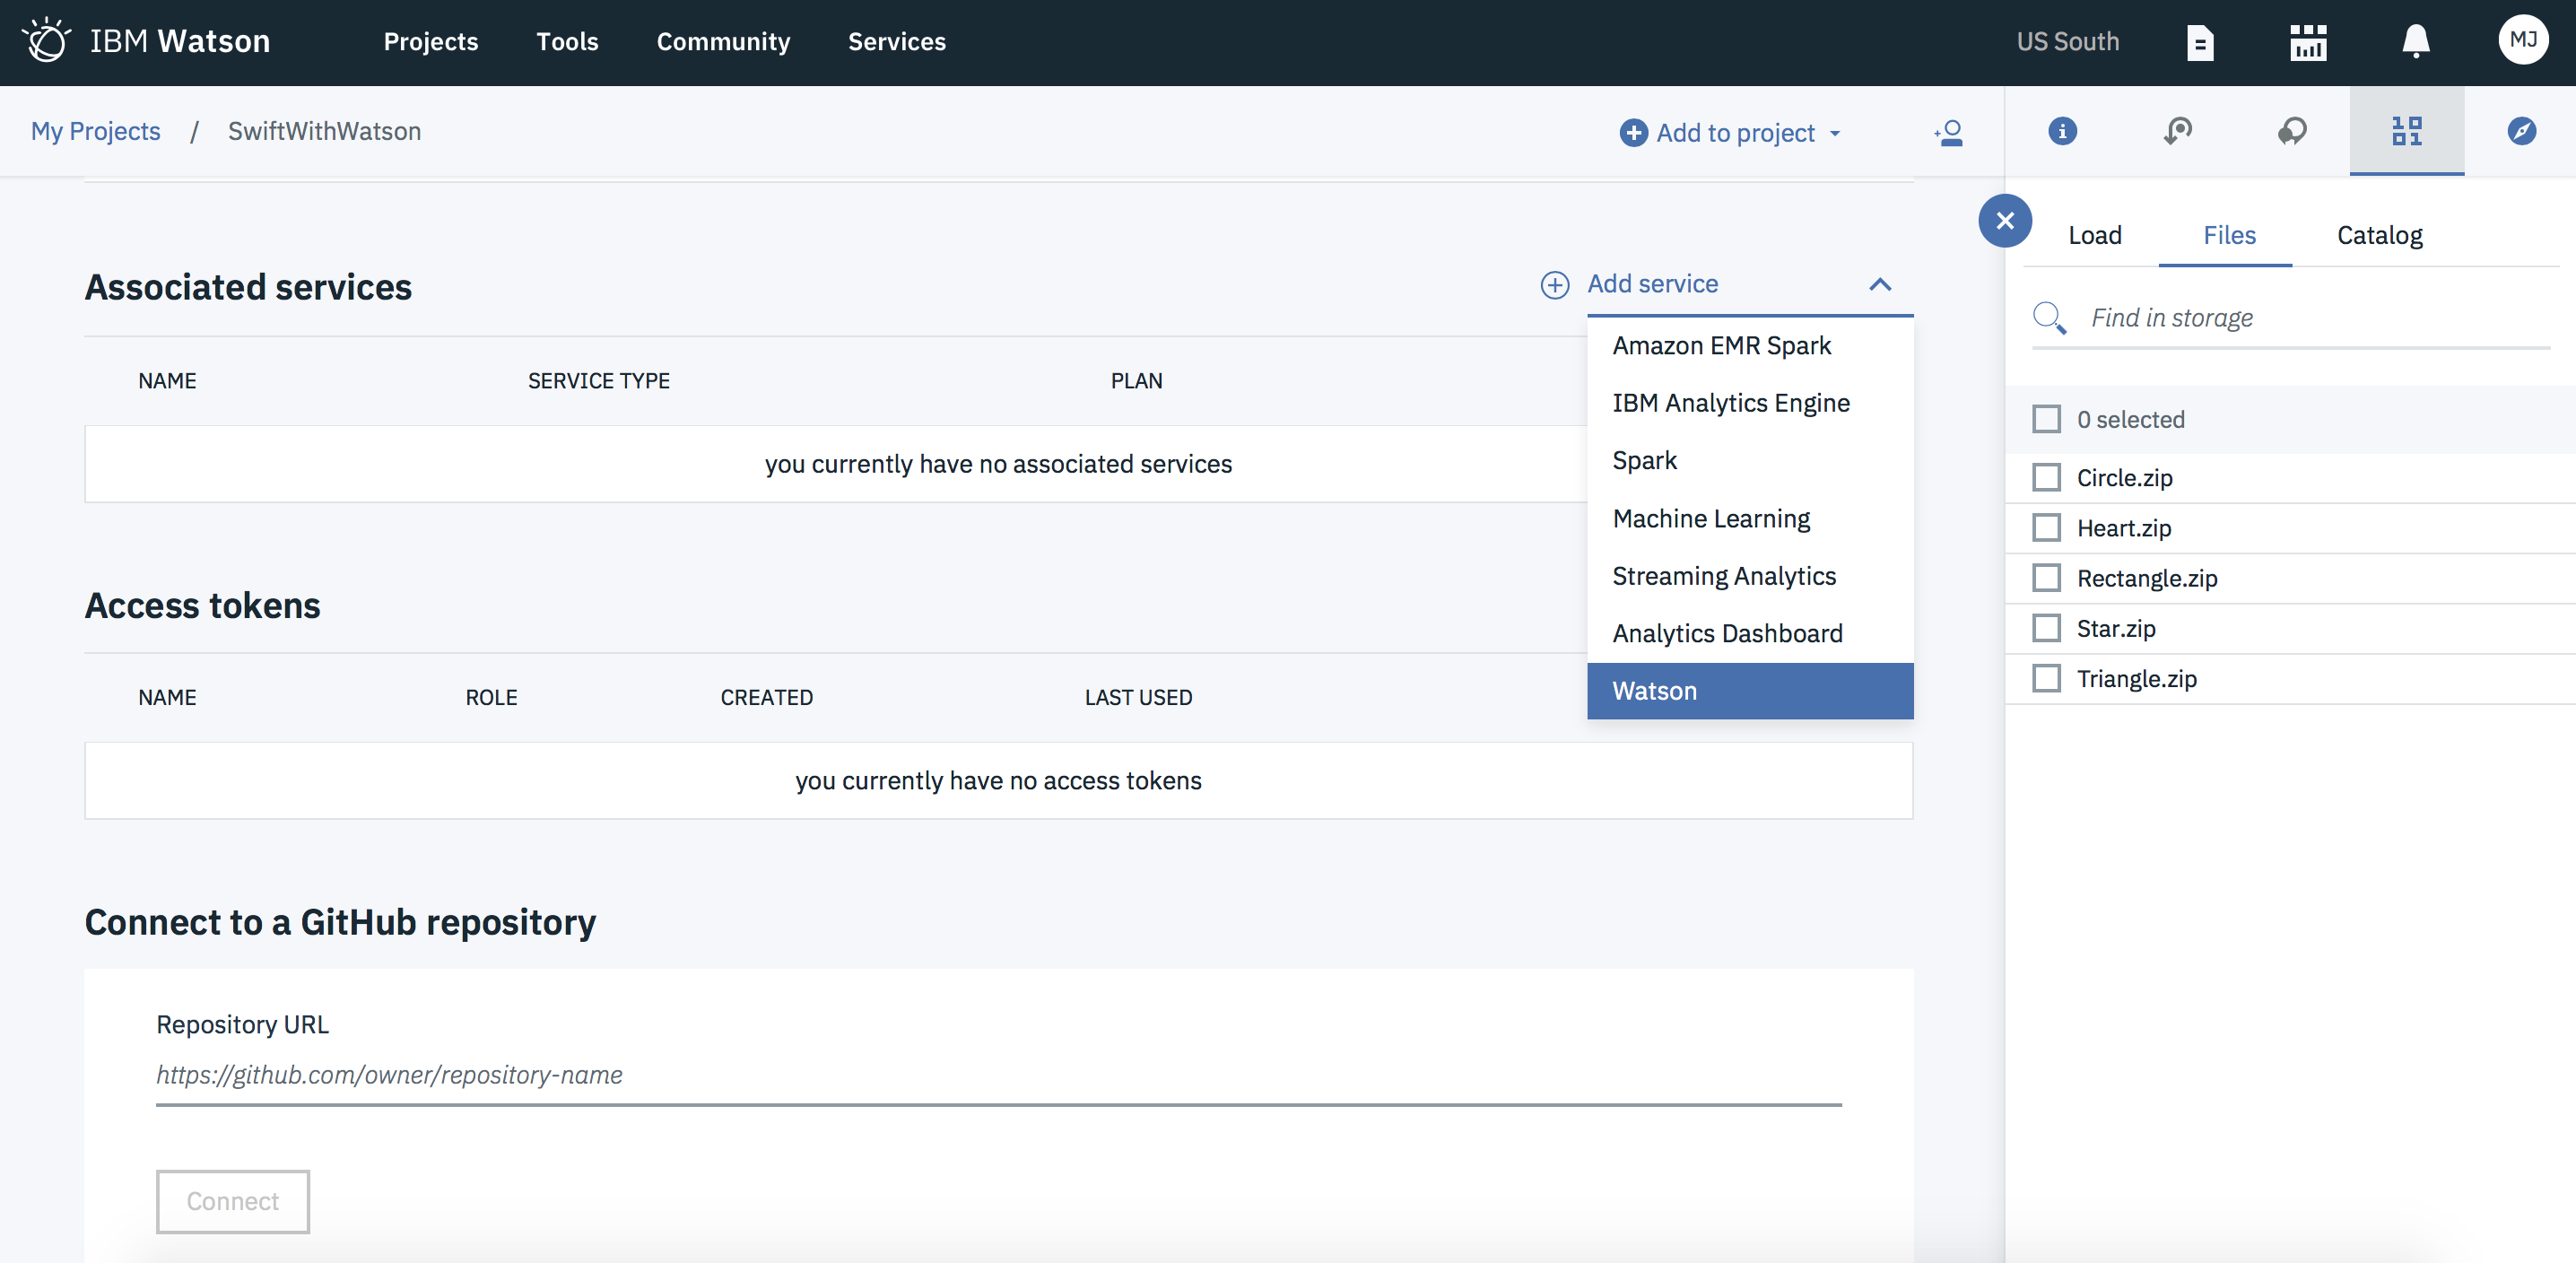 IBM Watson Projects Tools Community Services US South MJ
My Projects / SwiftWithWatson Add to project
Load Files Catalog
Associated services Add service
Find in storage
Amazon EMR Spark
NAME SERVICE TYPE PLAN
IBM Analytics Engine
0 selected
you currently have no associated services
Spark
Circle.zip
Machine Learning
Heart.zip
Streaming Analytics
Rectangle.zip
Access tokens
Analytics Dashboard
Star.zip
NAME ROLE CREATED LAST USED
Watson
Triangle.zip
you currently have no access tokens
Connect to a GitHub repository
Repository URL
https://github.com/owner/repository-name
Connect